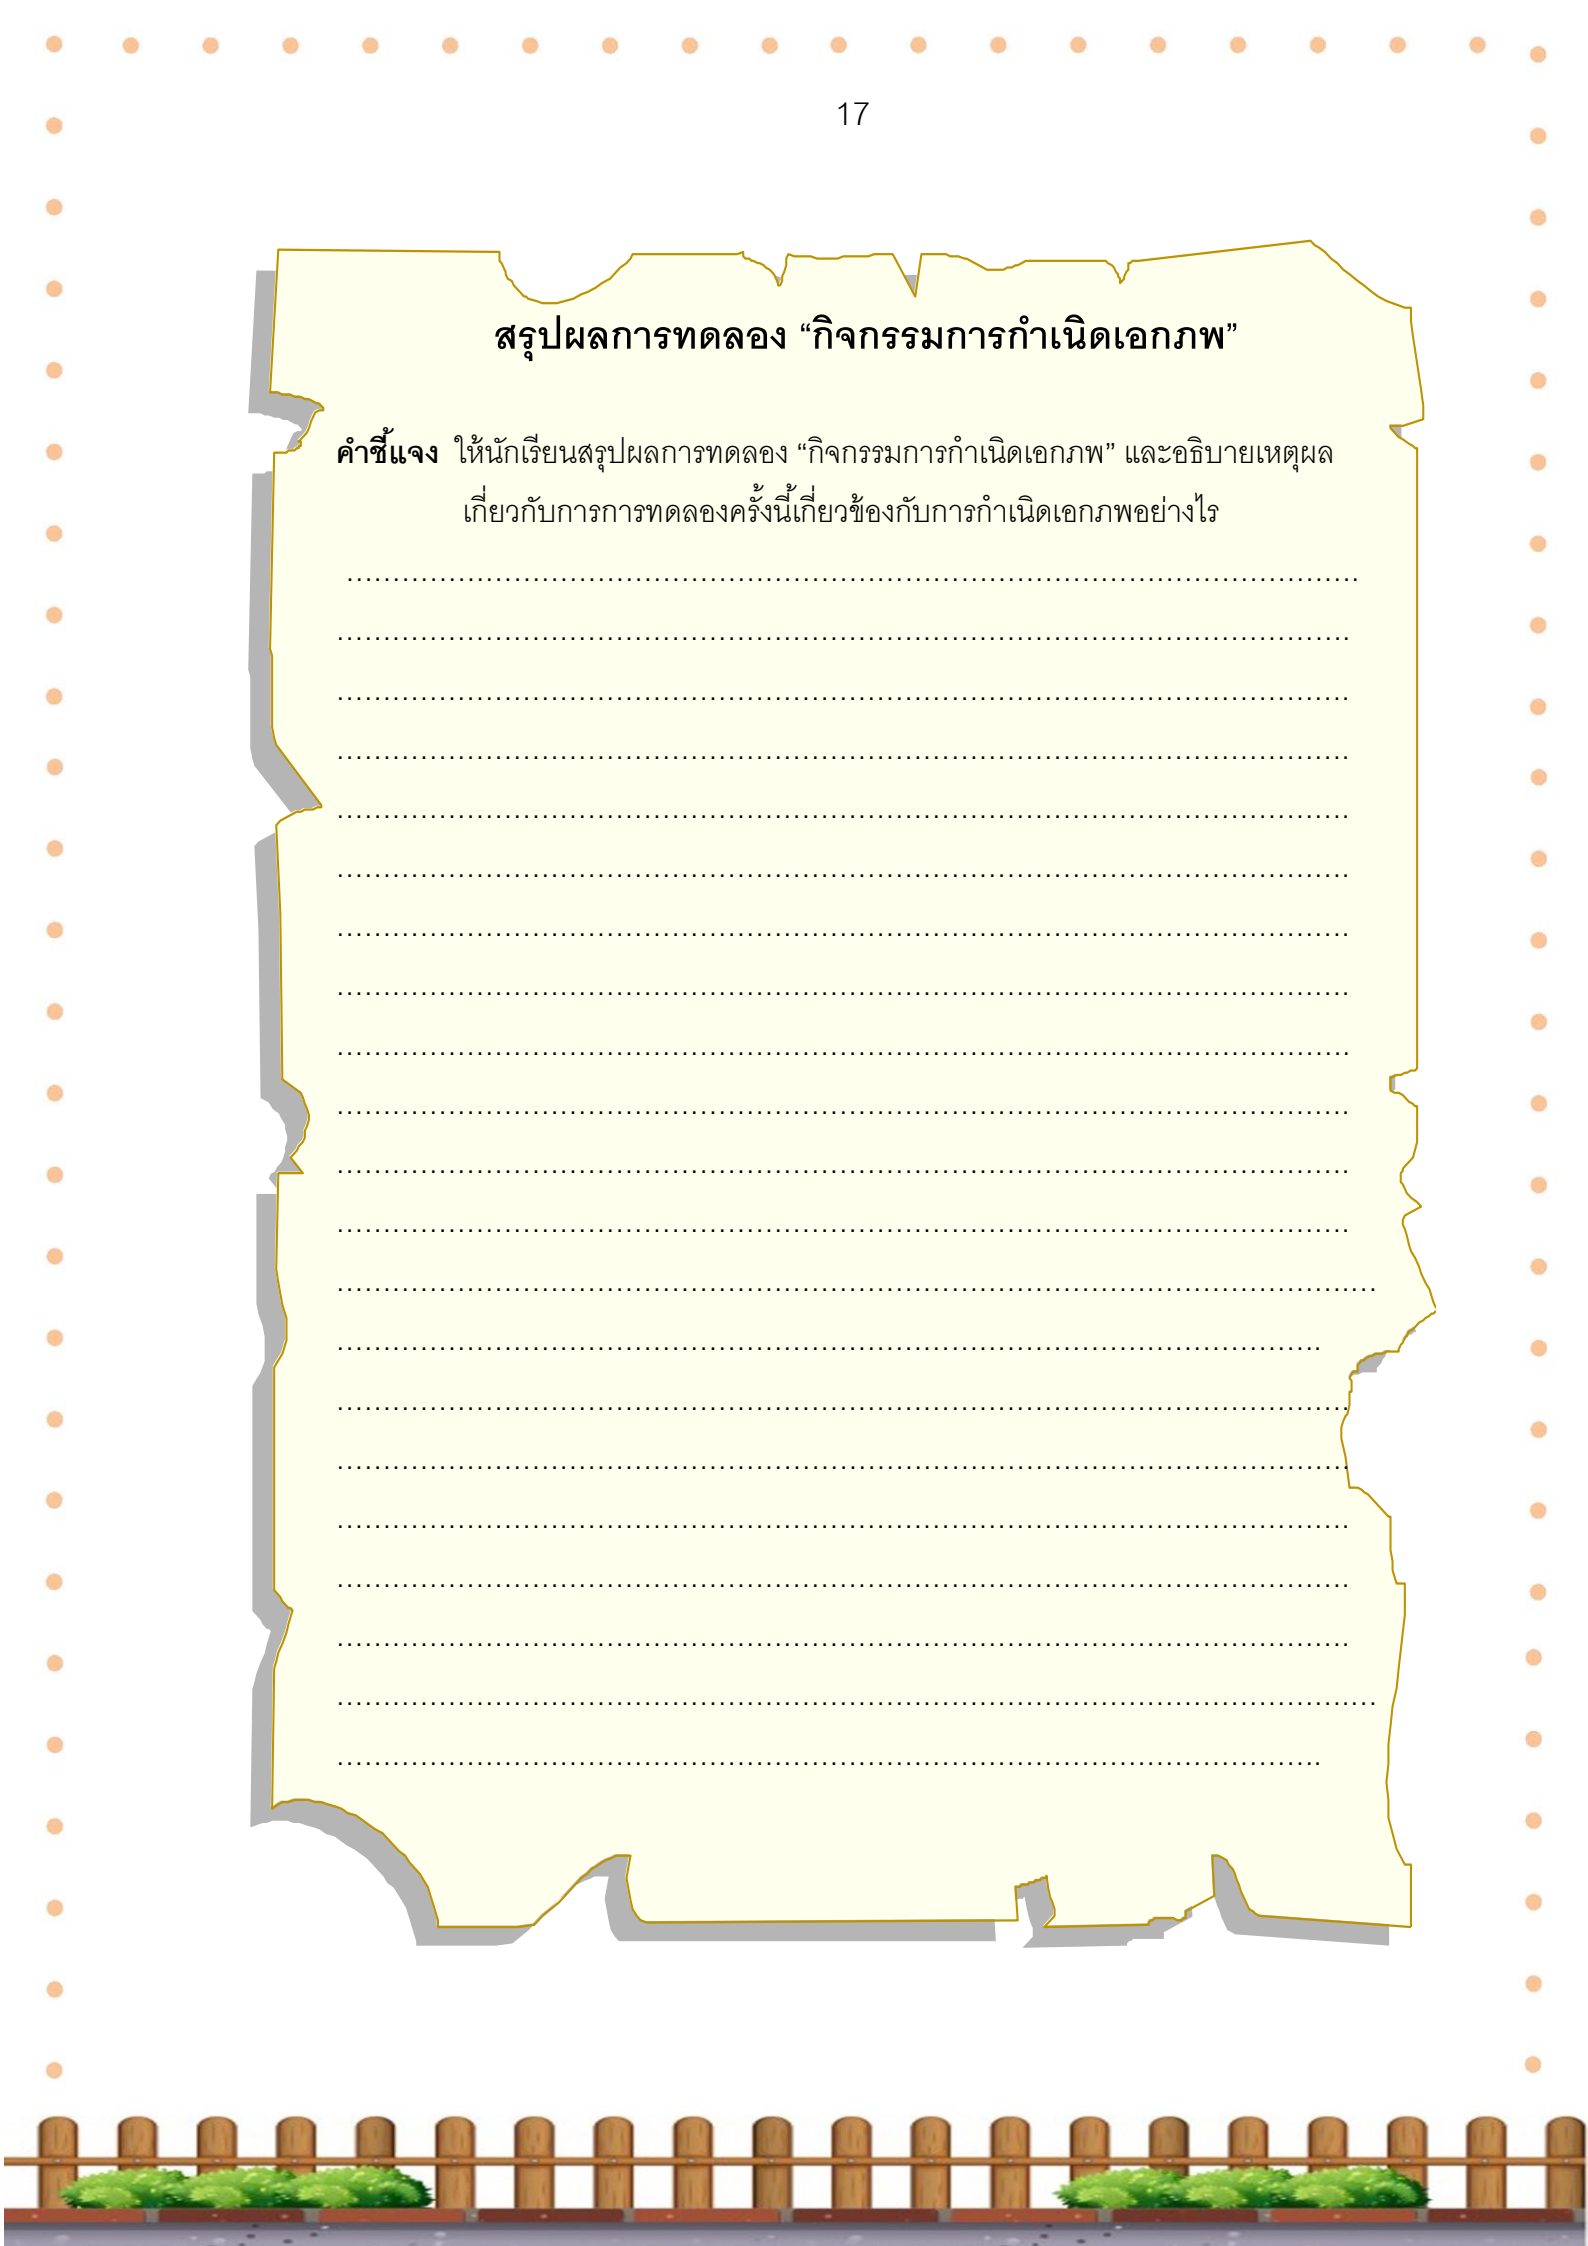 17
สรุปผลการทดลอง “กิจกรรมการกำเนิดเอกภพ”
คำชี้แจง ให้นักเรียนสรุปผลการทดลอง “กิจกรรมการกำเนิดเอกภพ” และอธิบายเหตุผล
เกี่ยวกับการการทดลองครั้งนี้เกี่ยวข้องกับการกำเนิดเอกภพอย่างไร